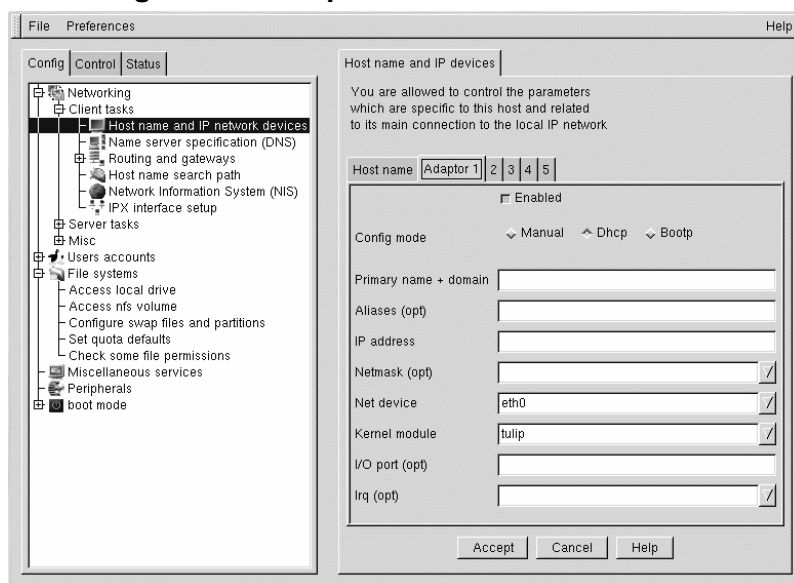 File Preferences Help
Config Control Status
Networking
Client tasks
Host name and IP network devices
Name server specification (DNS)
Routing and gateways
Host name search path
Network Information System (NIS)
IPX interface setup
Server tasks
Misc
Users accounts
File systems
Access local drive
Access nfs volume
Configure swap files and partitions
Set quota defaults
Check some file permissions
Miscellaneous services
Peripherals
boot mode
Host name and IP devices
You are allowed to control the parameters
which are specific to this host and related
to its main connection to the local IP network
Host name Adaptor 1 2 3 4 5
Enabled
Config mode Manual Dhcp Bootp
Primary name + domain
Aliases (opt)
IP address
Netmask (opt)
Net device eth0
Kernel module tulip
I/O port (opt)
Irq (opt)
Accept Cancel Help